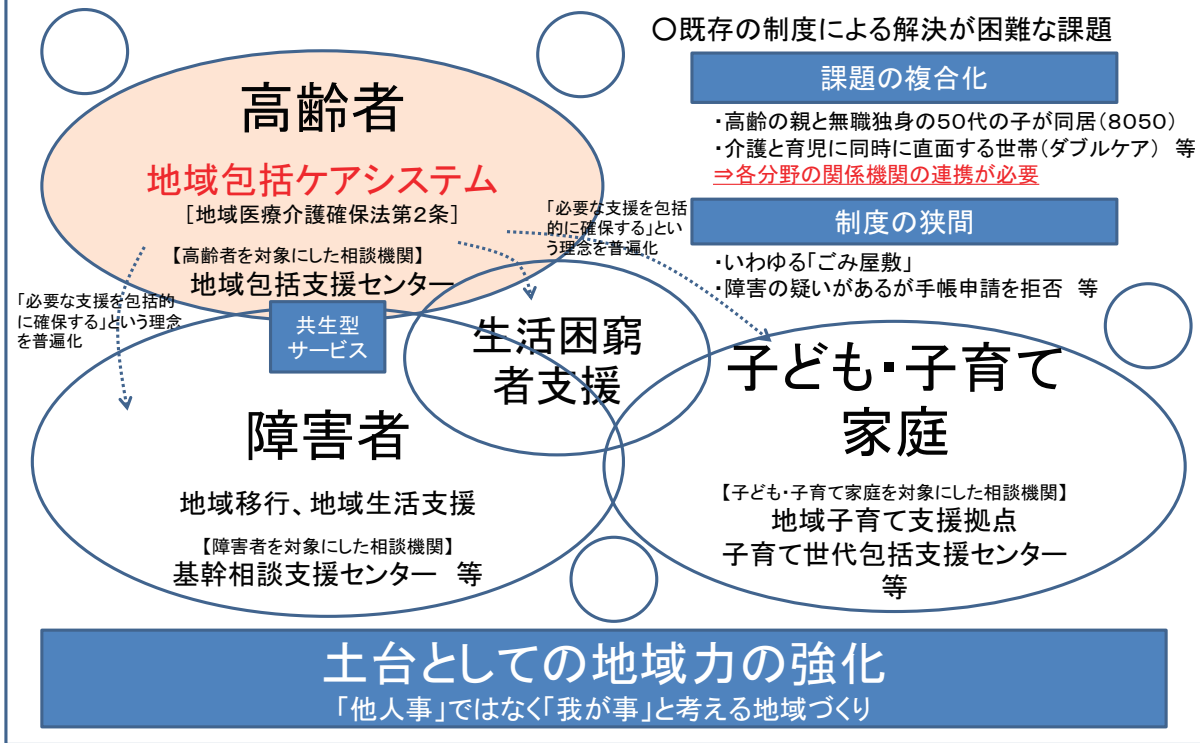 ○既存の制度による解決が困難な課題
課題の複合化
・高齢の親と無職独身の50代の子が同居(8050)
・介護と育児に同時に直面する世帯(ダブルケア) 等
⇒各分野の関係機関の連携が必要
制度の狭間
・いわゆる「ごみ屋敷」
・障害の疑いがあるが手帳申請を拒否 等
高齢者
地域包括ケアシステム
[地域医療介護確保法第2条]
【高齢者を対象にした相談機関】
地域包括支援センター
「必要な支援を包括
的に確保する」とい
う理念を普遍化
「必要な支援を包括的
に確保する」という理念
を普遍化
共生型
サービス
生活困窮
者支援
障害者
地域移行、地域生活支援
【障害者を対象にした相談機関】
基幹相談支援センター 等
子ども・子育て
家庭
【子ども・子育て家庭を対象にした相談機関】
地域子育て支援拠点
子育て世代包括支援センター
等
土台としての地域力の強化
「他人事」ではなく「我が事」と考える地域づくり